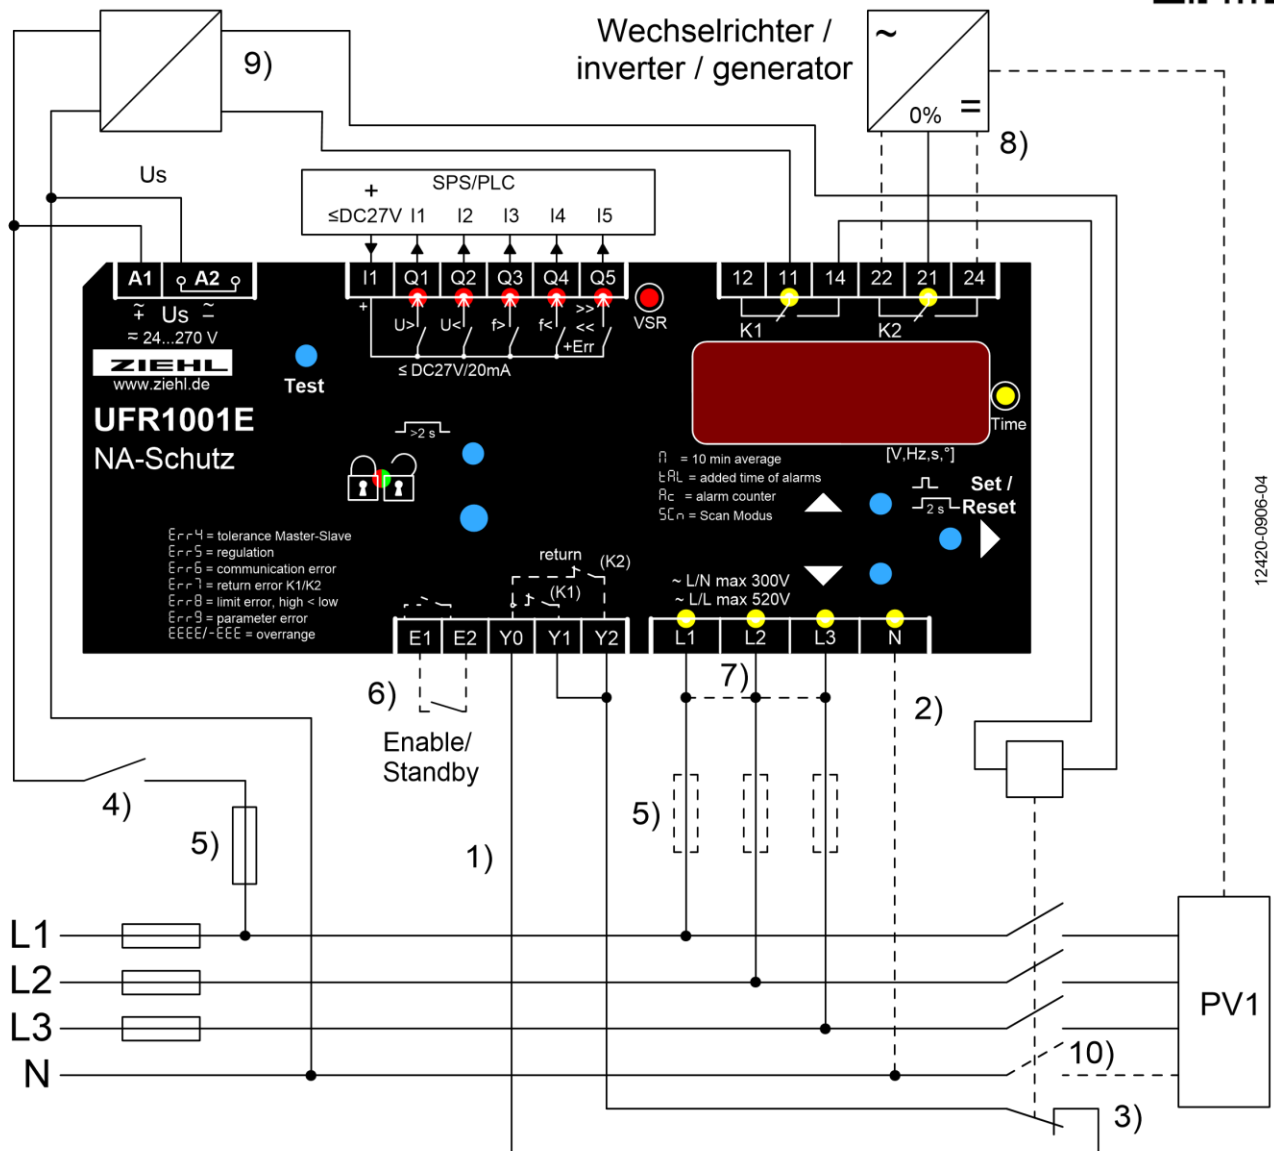 Wechselrichter /
inverter / generator
~
0%
=
9)
8)
Us
SPS/PLC
+
≤DC27V I1 I2 I3 I4 I5
A1 A2
I1 Q1 Q2 Q3 Q4 Q5
12 11 14 22 21 24
Us
≂ 24...270 V
+
U> U< f> f< >>
<<
+Err
≤ DC27V/20mA
VSR
K1 K2
ZIEHL
www.ziehl.de
Test
UFR1001E
NA-Schutz
>2 s
Time
[V,Hz,s,°]
n = 10 min average
tAL = added time of alarms
Ac = alarm counter
SCn = Scan Modus
Set /
Reset
2 s
Err4 = tolerance Master-Slave
Err5 = regulation
Err6 = communication error
Err7 = return error K1/K2
Err8 = limit error, high < low
Err9 = parameter error
EEEE/-EEE = overrange
return
(K2)
(K1)
~ L/N max 300V
~ L/L max 520V
E1 E2 Y0 Y1 Y2
L1 L2 L3 N
12420-0906-04
6)
7)
2)
Enable/
Standby
4)
5)
5)
1)
L1
L2
L3
N
PV1
10)
3)